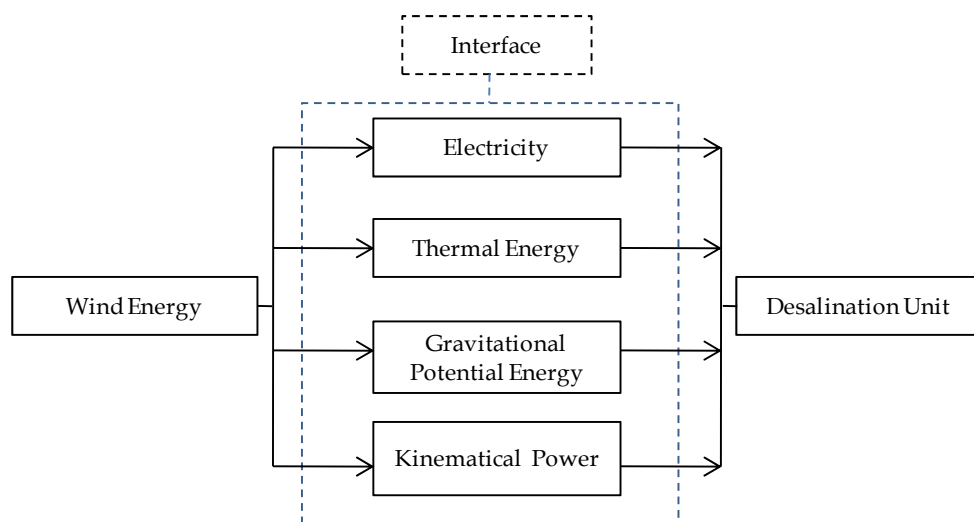 Interface
Electricity
Thermal Energy
Wind Energy
Desalination Unit
Gravitational
Potential Energy
Kinematical Power